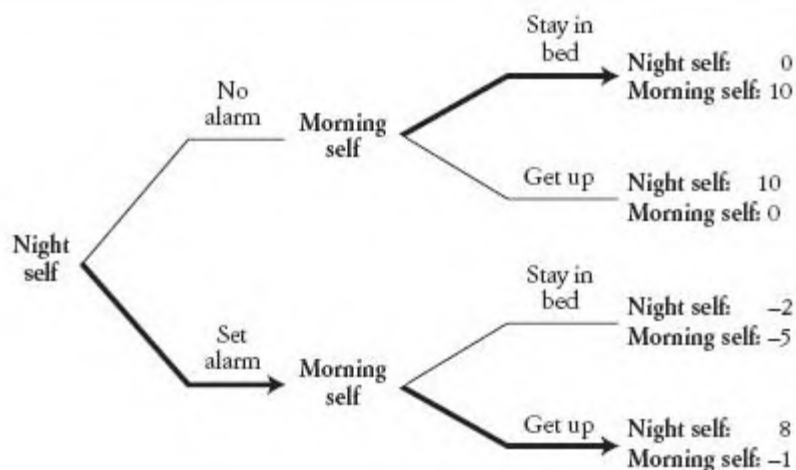 Stay in
bed
Night self: 0
Morning self: 10
No
alarm
Morning
self
Get up
Night self: 10
Morning self: 0
Night
self
Stay in
bed
Night self: –2
Morning self: –5
Set
alarm
Morning
self
Get up
Night self: 8
Morning self: –1